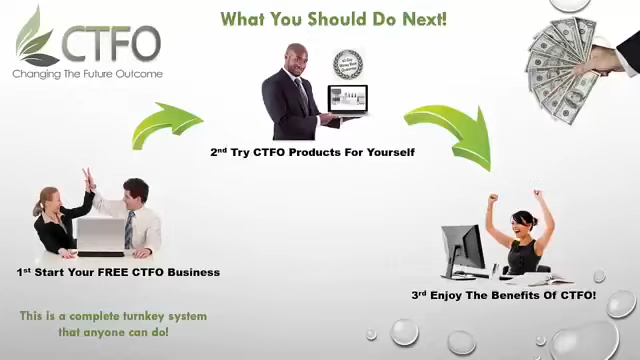 What You Should Do Next!
CTFO
Changing The Future Outcome
2nd Try CTFO Products For Yourself
1st Start Your FREE CTFO Business
3rd Enjoy The Benefits Of CTFO!
This is a complete turnkey system
that anyone can do!